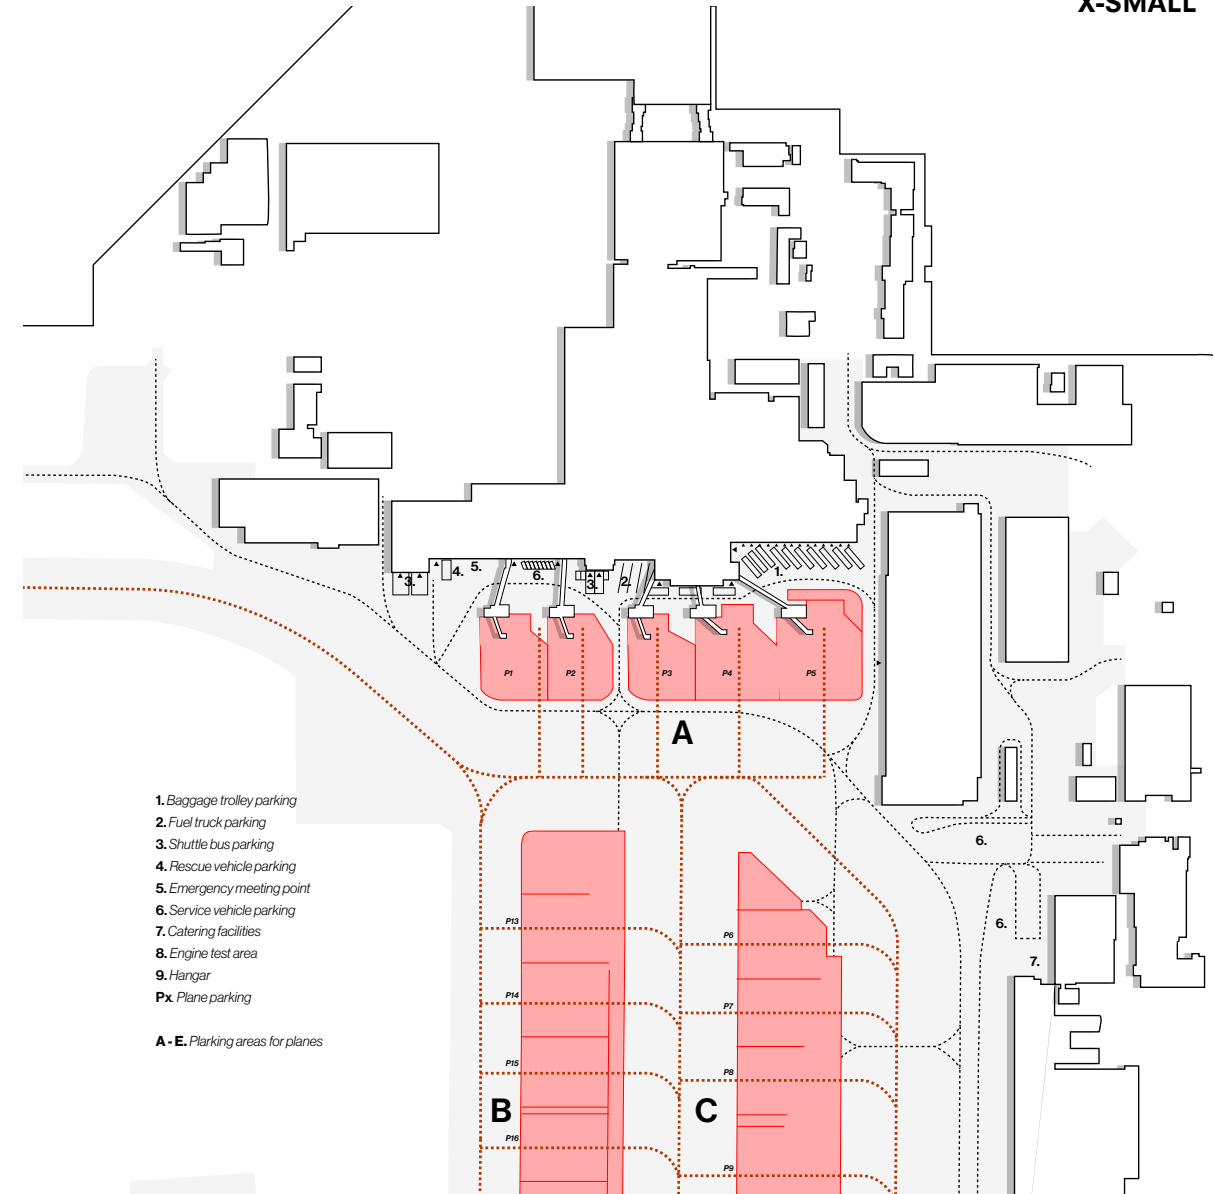 X-SMALL
3.
4.
5.
6.
3.
2.
1.
P1
P2
P3
P4
P5
A
1. Baggage trolley parking
2. Fuel truck parking
3. Shuttle bus parking
4. Rescue vehicle parking
5. Emergency meeting point
6. Service vehicle parking
7. Catering facilities
8. Engine test area
9. Hangar
Px. Plane parking
A - E. Plarking areas for planes
6.
6.
7.
P13
P6
P14
P7
P15
P8
B
C
P16
P9